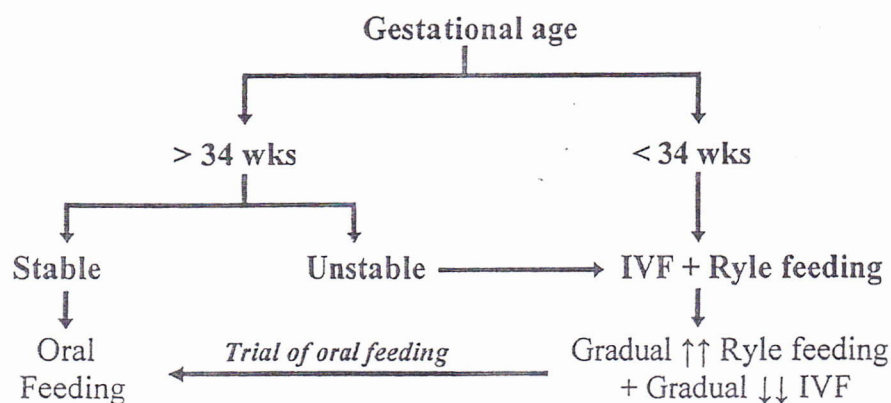 Gestational age
> 34 wks
< 34 wks
Stable
Unstable
IVF + Ryle feeding
Oral
Feeding
Trial of oral feeding
Gradual ↑↑ Ryle feeding
+ Gradual ↓↓ IVF